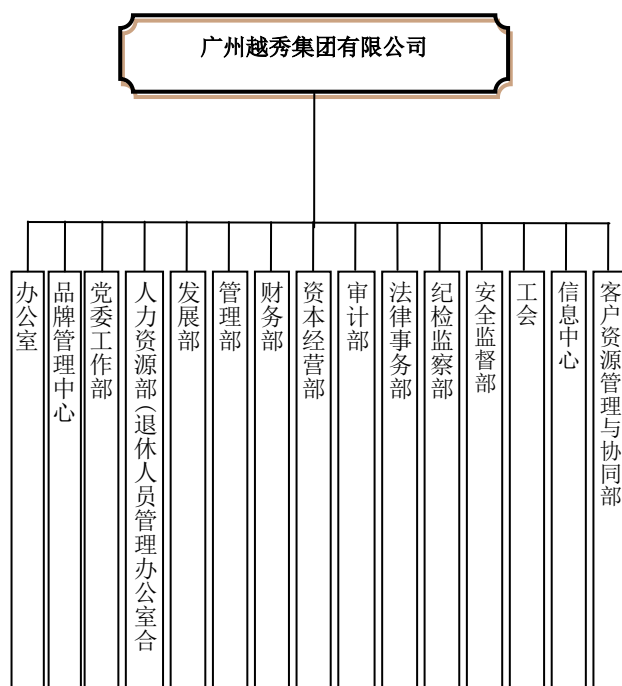 广州越秀集团有限公司
办公室
品牌管理中心
党委工作部
人力资源部（退休人员管理办公室合
发展部
管理部
财务部
资本经营部
审计部
法律事务部
纪检监察部
安全监督部
工会
信息中心
客户资源管理与协同部